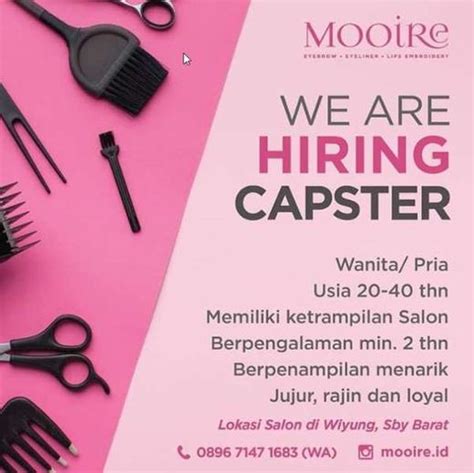 MOOIRE
EYEBROW • EYELINER • LIPS EMBROIDERY
WE ARE
HIRING
CAPSTER
Wanita/ Pria
Usia 20-40 thn
Memiliki ketrampilan Salon
Berpengalaman min. 2 thn
Berpenampilan menarik
Jujur, rajin dan loyal
Lokasi Salon di Wiyung, Sby Barat
0896 7147 1683 (WA) mooire.id